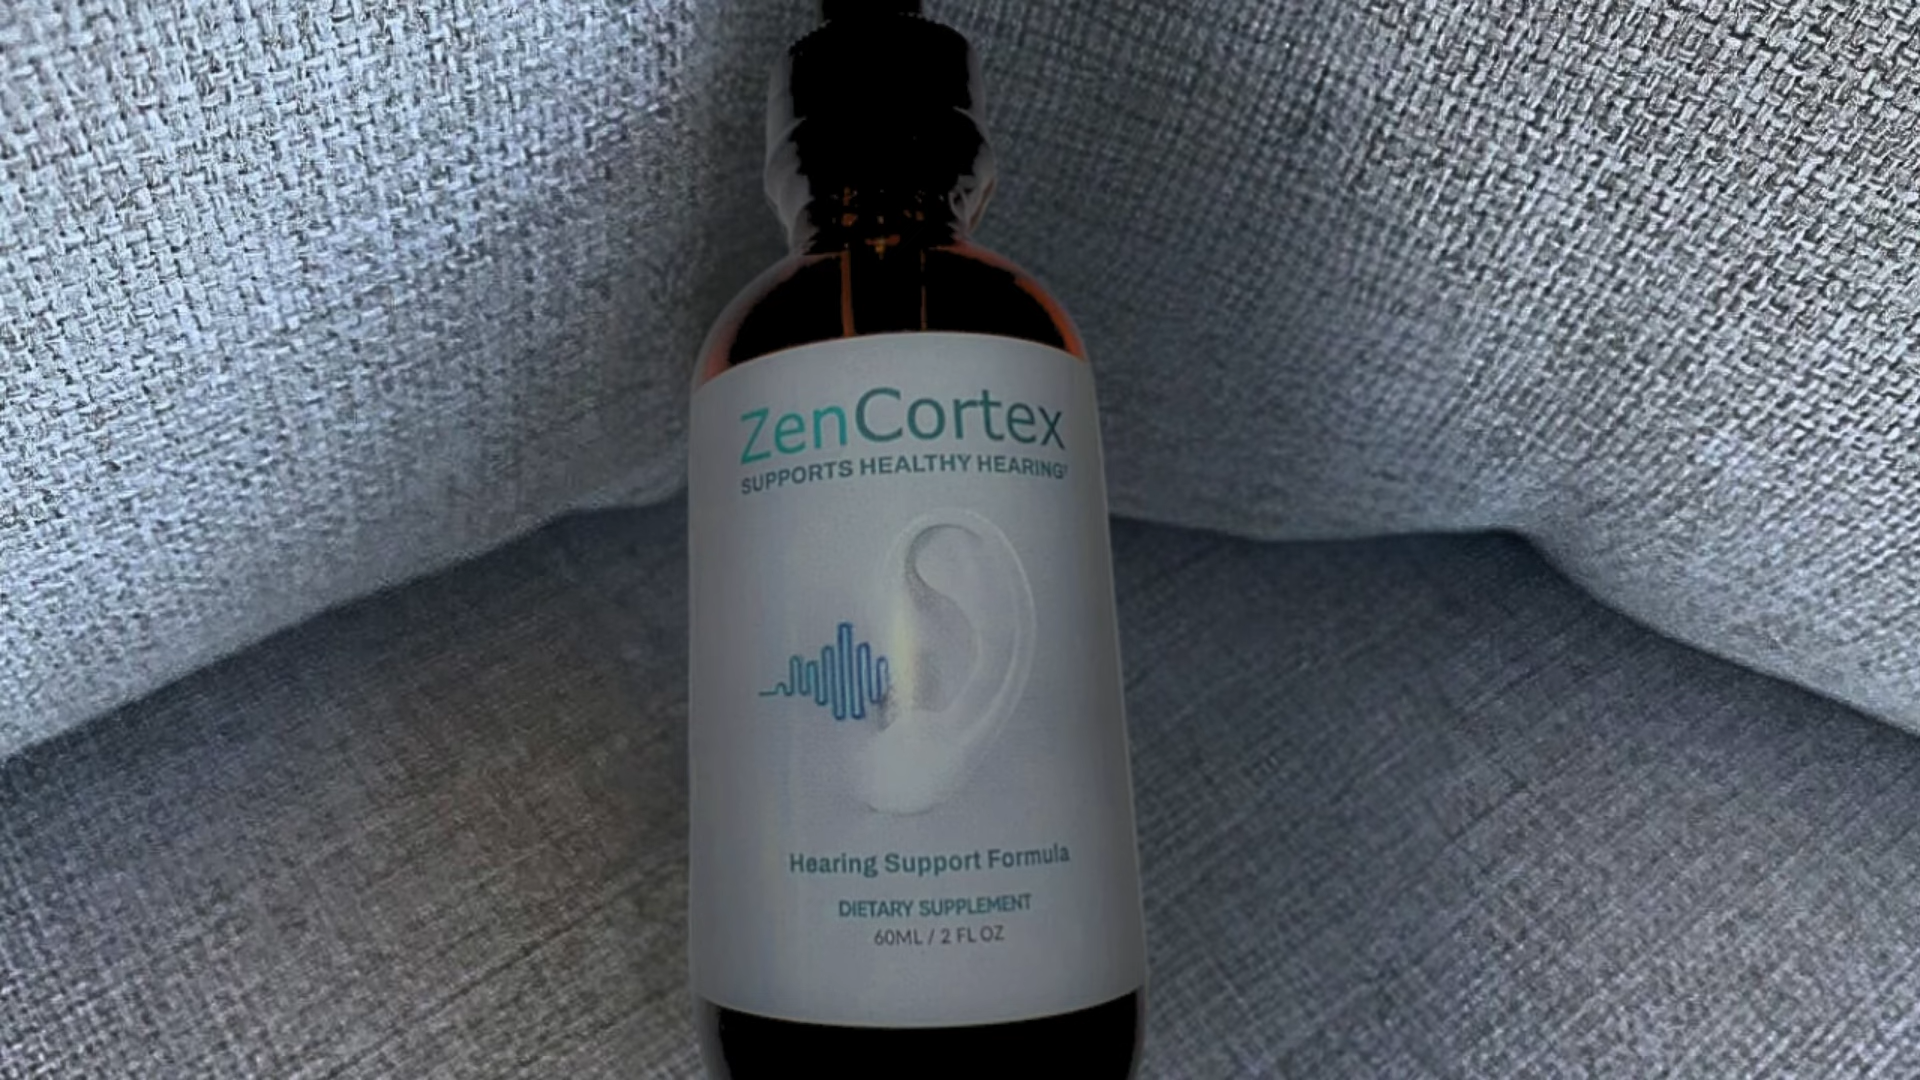 ZenCortex
SUPPORTS HEALTHY HEARING*
Hearing Support Formula
DIETARY SUPPLEMENT
60ML / 2 FL OZ